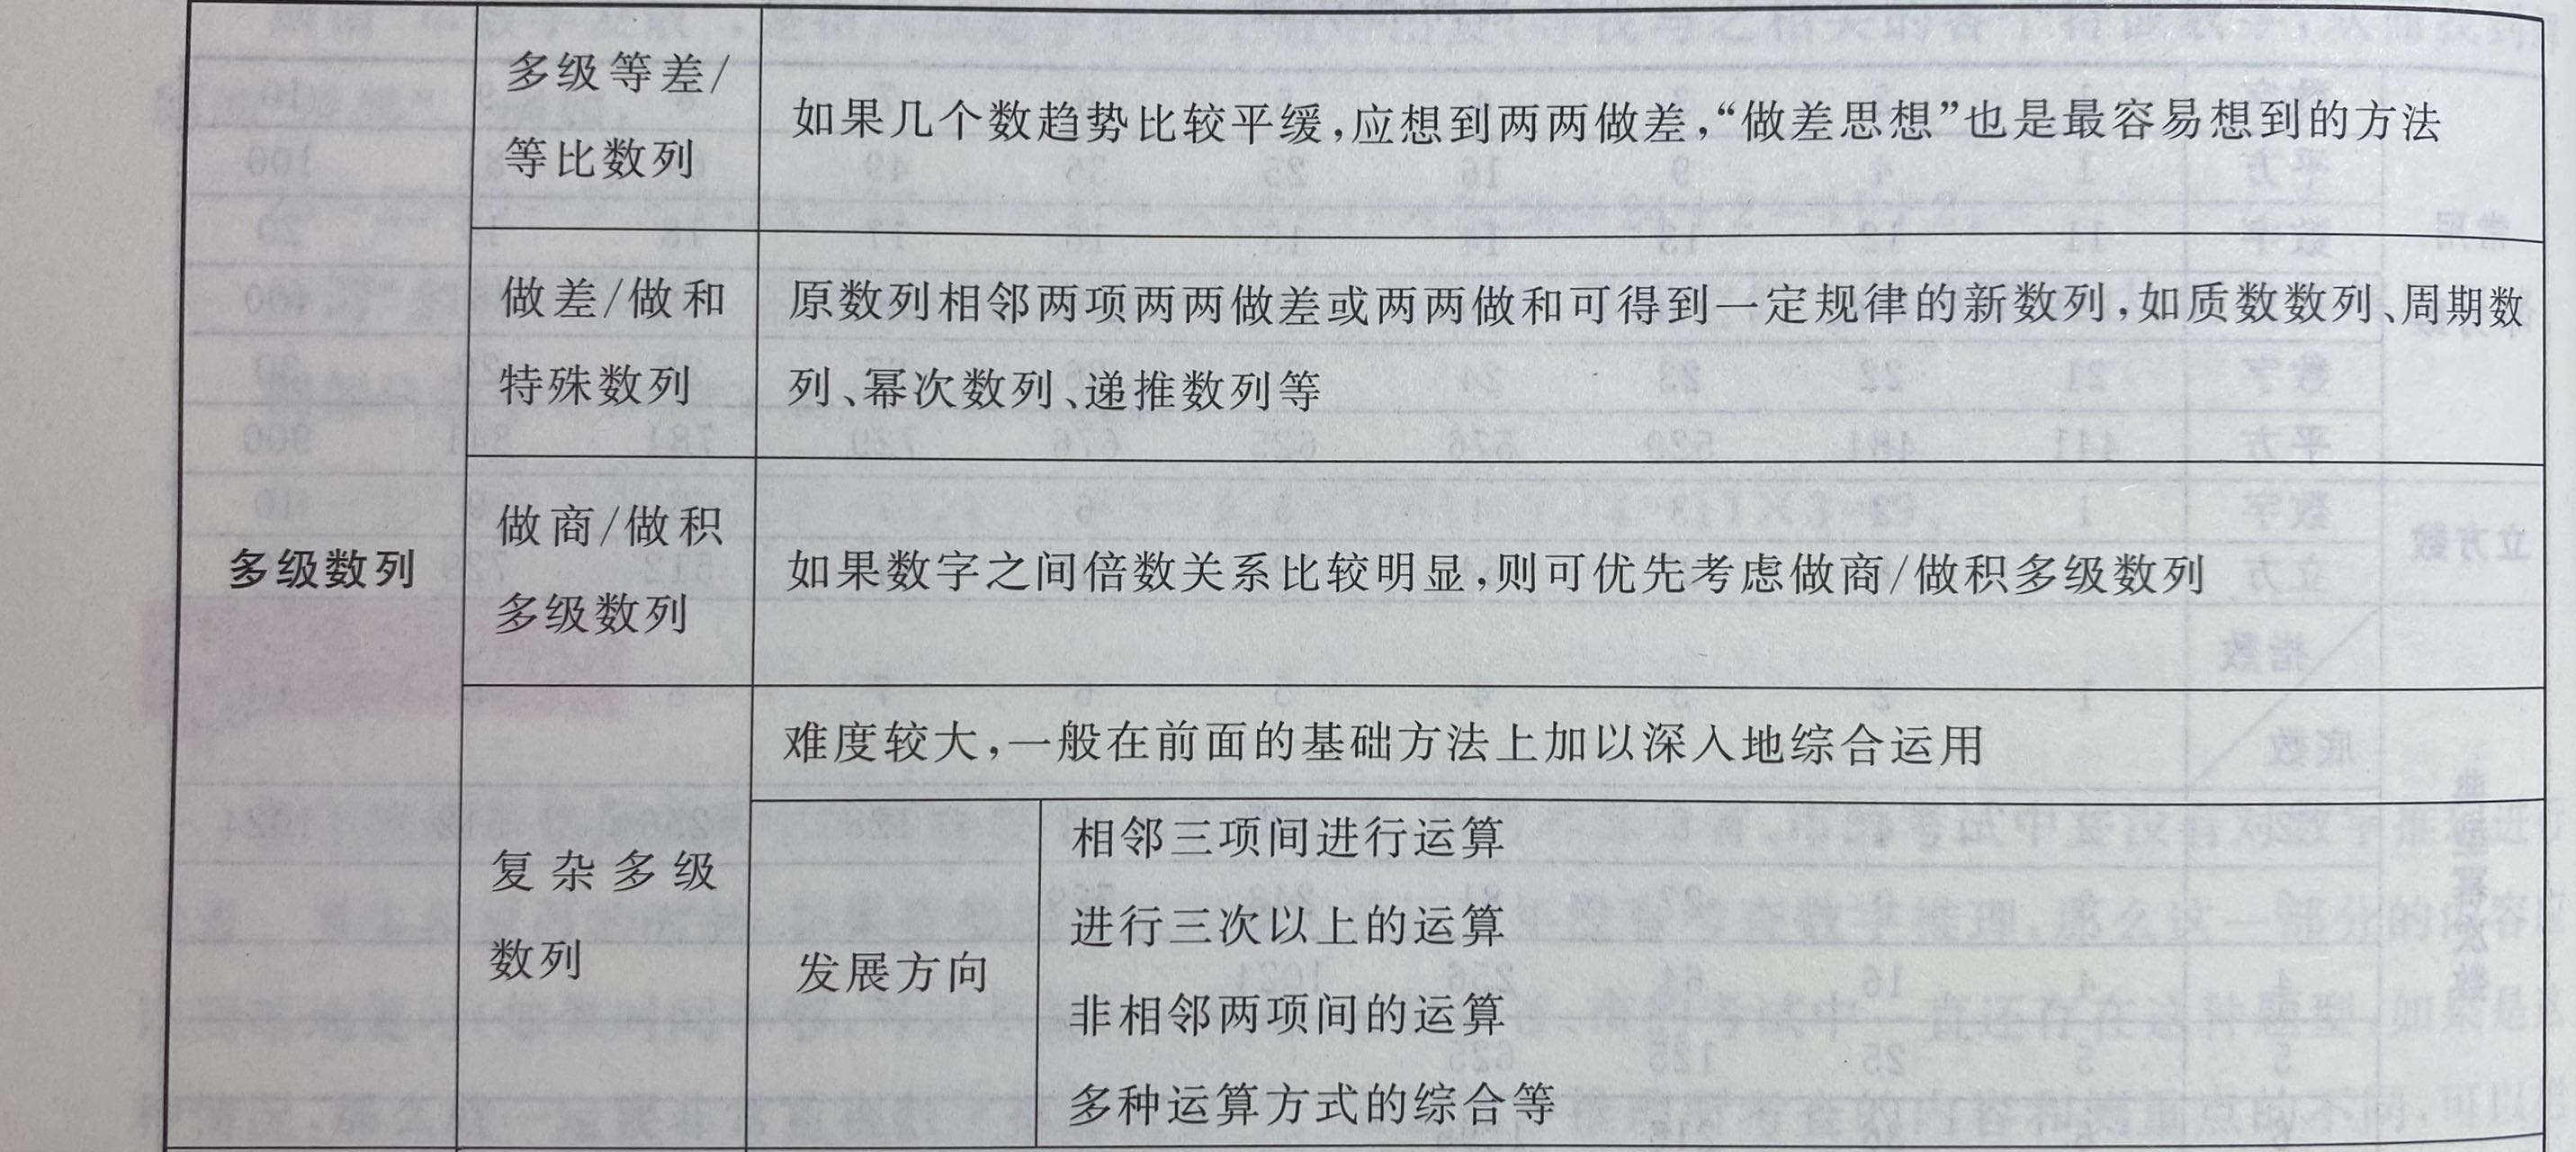 多级数列
多级等差/
等比数列
如果几个数趋势比较平缓,应想到两两做差,“做差思想”也是最容易想到的方法
做差/做和
特殊数列
原数列相邻两项两两做差或两两做和可得到一定规律的新数列,如质数数列、周期数
列、幂次数列、递推数列等
做商/做积
多级数列
如果数字之间倍数关系比较明显,则可优先考虑做商/做积多级数列
复杂多级
数列
难度较大,一般在前面的基础方法上加以深入地综合运用
发展方向
相邻三项间进行运算
进行三次以上的运算
非相邻两项间的运算
多种运算方式的综合等